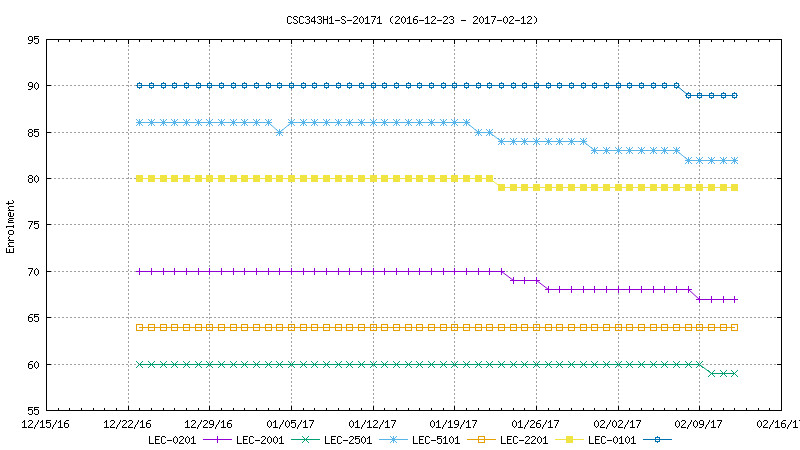 CSC343H1-S-20171 (2016-12-23 - 2017-02-12)
95
90
85
80
75
70
65
60
55
Enrolment
12/15/16 12/22/16 12/29/16 01/05/17 01/12/17 01/19/17 01/26/17 02/02/17 02/09/17 02/16/17
LEC-0201 LEC-2001 LEC-2501 LEC-5101 LEC-2201 LEC-0101